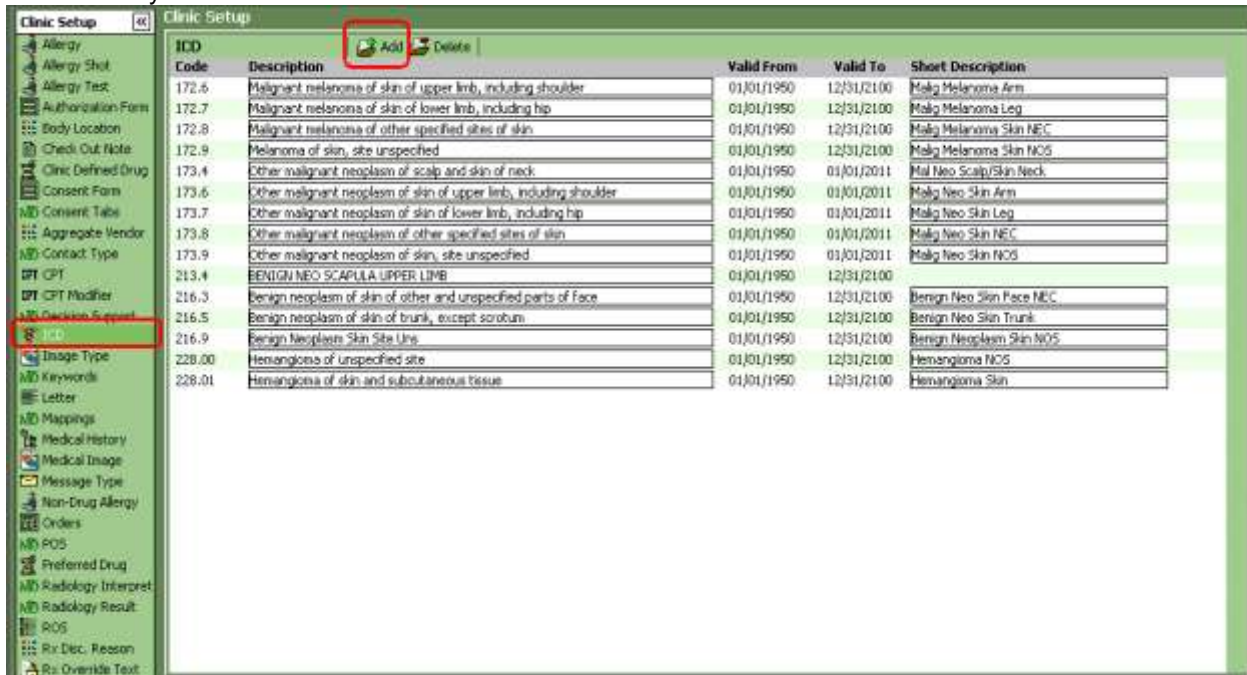 Clinic Setup «
Clinic Setup
Allergy
Allergy Shot
Allergy Test
Authorization Form
Body Location
Check Out Note
Clinic Defined Drug
Consent Form
Consent Tabs
Aggregate Vendor
Contact Type
CPT CPT
CPT CPT Modifier
Decision Support
ICD
Image Type
Keywords
Letter
Mappings
Medical History
Medical Image
Message Type
Non-Drug Allergy
Orders
POS
Preferred Drug
Radiology Interpret
Radiology Result
ROS
Rx Disc. Reason
Rx Override Text
ICD Add Delete
Code Description Valid From Valid To Short Description
172.6 Malignant melanoma of skin of upper limb, including shoulder 01/01/1950 12/31/2100 Malig Melanoma Arm
172.7 Malignant melanoma of skin of lower limb, including hip 01/01/1950 12/31/2100 Malig Melanoma Leg
172.8 Malignant melanoma of other specified sites of skin 01/01/1950 12/31/2100 Malig Melanoma Skin NEC
172.9 Melanoma of skin, site unspecified 01/01/1950 12/31/2100 Malig Melanoma Skin NOS
173.4 Other malignant neoplasm of scalp and skin of neck 01/01/1950 01/01/2011 Mal Neo Scalp/Skin Neck
173.6 Other malignant neoplasm of skin of upper limb, including shoulder 01/01/1950 01/01/2011 Malig Neo Skin Arm
173.7 Other malignant neoplasm of skin of lower limb, including hip 01/01/1950 01/01/2011 Malig Neo Skin Leg
173.8 Other malignant neoplasm of other specified sites of skin 01/01/1950 01/01/2011 Malig Neo Skin NEC
173.9 Other malignant neoplasm of skin, site unspecified 01/01/1950 01/01/2011 Malig Neo Skin NOS
213.4 BENIGN NEO SCAPULA UPPER LIMB 01/01/1950 12/31/2100
216.3 Benign neoplasm of skin of other and unspecified parts of face 01/01/1950 12/31/2100 Benign Neo Skin Face NEC
216.5 Benign neoplasm of skin of trunk, except scrotum 01/01/1950 12/31/2100 Benign Neo Skin Trunk
216.9 Benign Neoplasm Skin Site Uns 01/01/1950 12/31/2100 Benign Neoplasm Skin NOS
228.00 Hemangioma of unspecified site 01/01/1950 12/31/2100 Hemangioma NOS
228.01 Hemangioma of skin and subcutaneous tissue 01/01/1950 12/31/2100 Hemangioma Skin